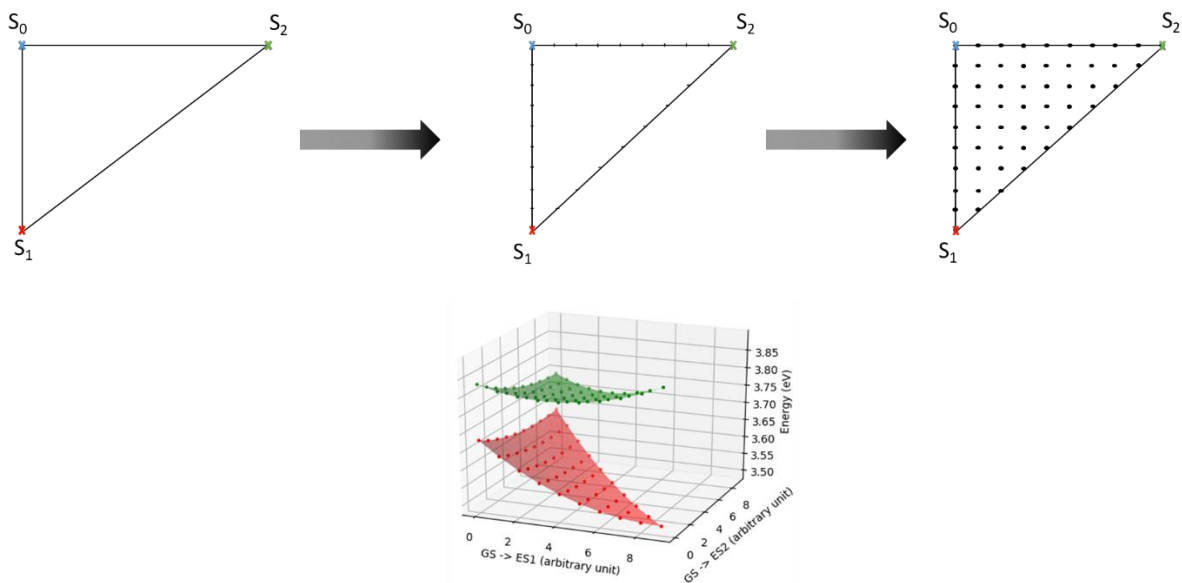 S₀
S₂
S₁
S₀
S₂
S₁
S₀
S₂
S₁
3.85
3.80
3.75
3.70
3.65
3.60
3.55
3.50
Energy (eV)
0
2
4
6
8
GS -> ES1 (arbitrary unit)
0
2
4
6
8
GS -> ES2 (arbitrary unit)